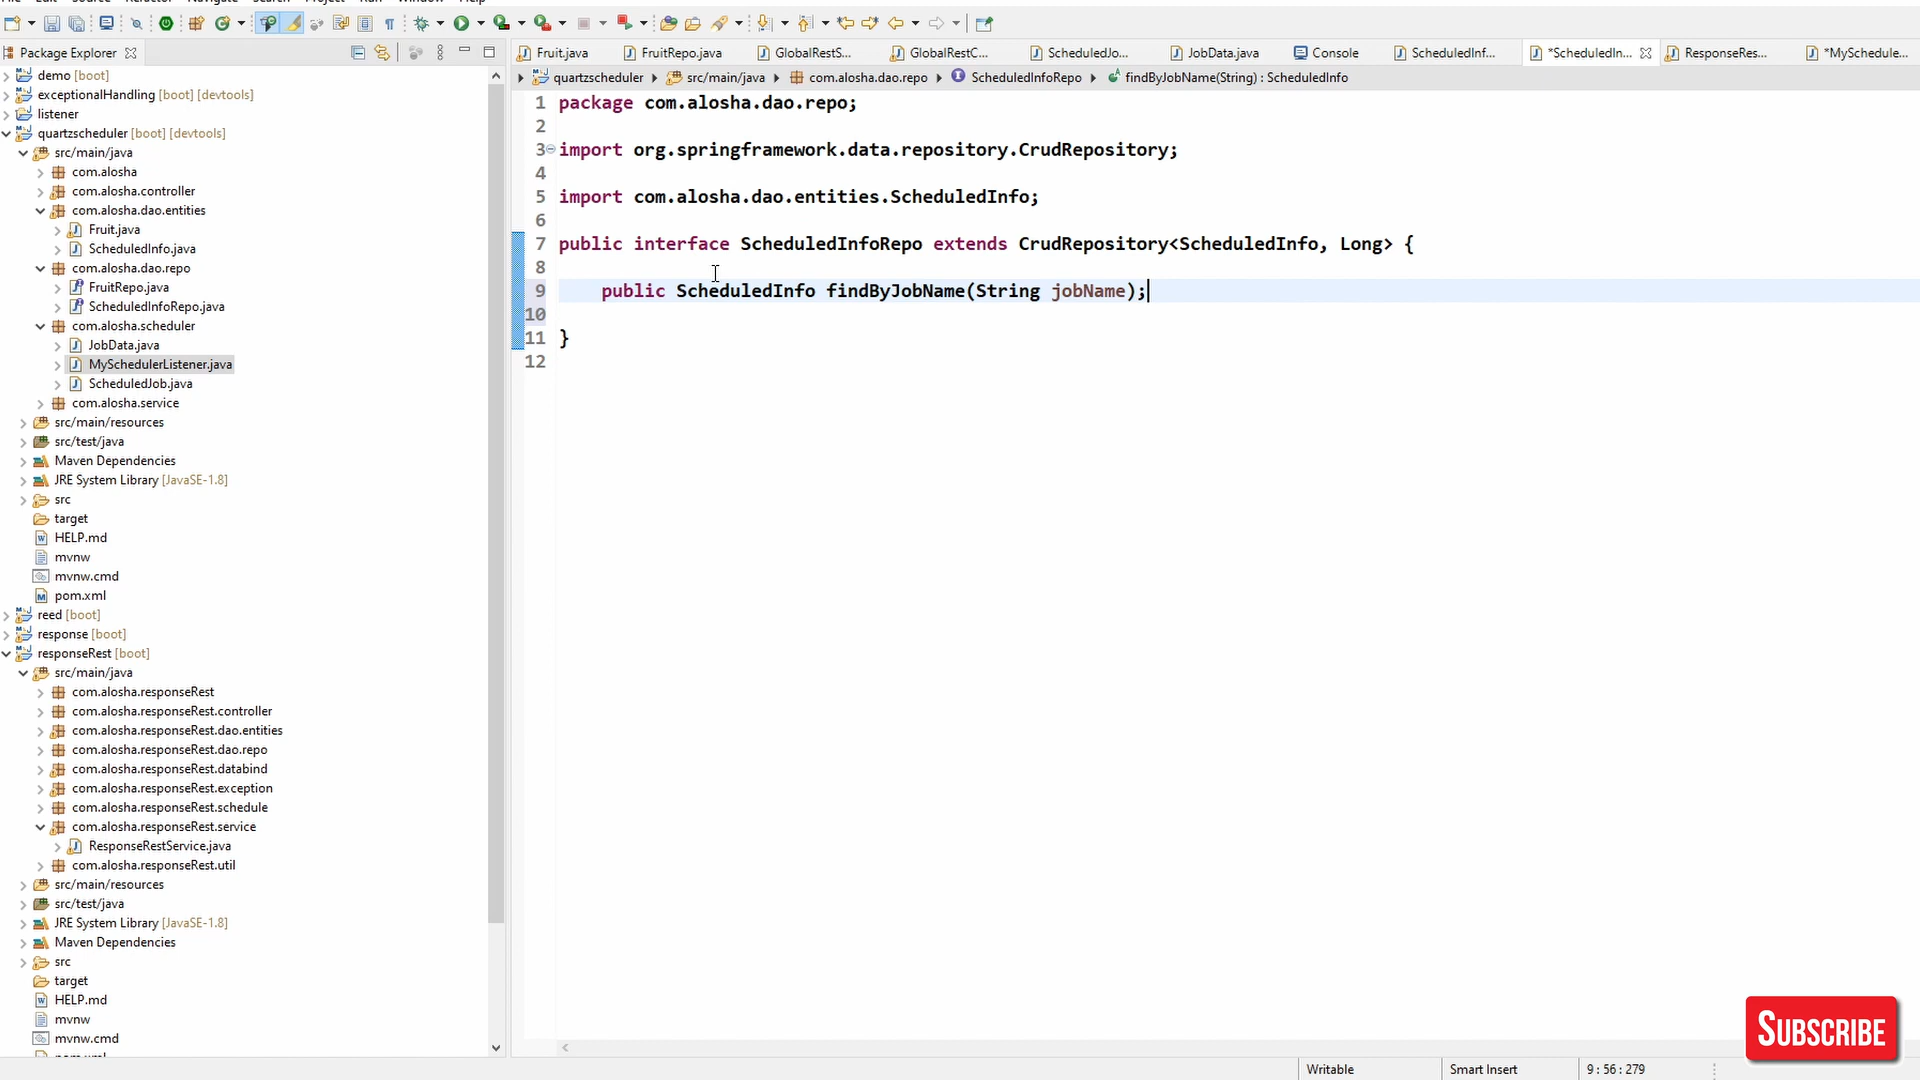 Package Explorer
Fruit.java
FruitRepo.java
GlobalRestS...
GlobalRestC...
ScheduledJo...
JobData.java
Console
ScheduledInf...
*ScheduledIn...
ResponseRes...
*MySchedule...
quartzscheduler
src/main/java
com.alosha.dao.repo
ScheduledInfoRepo
findByJobName(String) : ScheduledInfo
demo [boot]
exceptionalHandling [boot] [devtools]
listener
quartzscheduler [boot] [devtools]
src/main/java
com.alosha
com.alosha.controller
com.alosha.dao.entities
Fruit.java
ScheduledInfo.java
com.alosha.dao.repo
FruitRepo.java
ScheduledInfoRepo.java
com.alosha.scheduler
JobData.java
MySchedulerListener.java
ScheduledJob.java
com.alosha.service
src/main/resources
src/test/java
Maven Dependencies
JRE System Library [JavaSE-1.8]
src
target
HELP.md
mvnw
mvnw.cmd
pom.xml
reed [boot]
response [boot]
responseRest [boot]
src/main/java
com.alosha.responseRest
com.alosha.responseRest.controller
com.alosha.responseRest.dao.entities
com.alosha.responseRest.dao.repo
com.alosha.responseRest.databind
com.alosha.responseRest.exception
com.alosha.responseRest.schedule
com.alosha.responseRest.service
ResponseRestService.java
com.alosha.responseRest.util
src/main/resources
src/test/java
JRE System Library [JavaSE-1.8]
Maven Dependencies
src
target
HELP.md
mvnw
mvnw.cmd
1 package com.alosha.dao.repo;
2
3 import org.springframework.data.repository.CrudRepository;
4
5 import com.alosha.dao.entities.ScheduledInfo;
6
7 public interface ScheduledInfoRepo extends CrudRepository<ScheduledInfo, Long> {
8
9 public ScheduledInfo findByJobName(String jobName);
10
11 }
12
SUBSCRIBE
Writable
Smart Insert
9 : 56 : 279